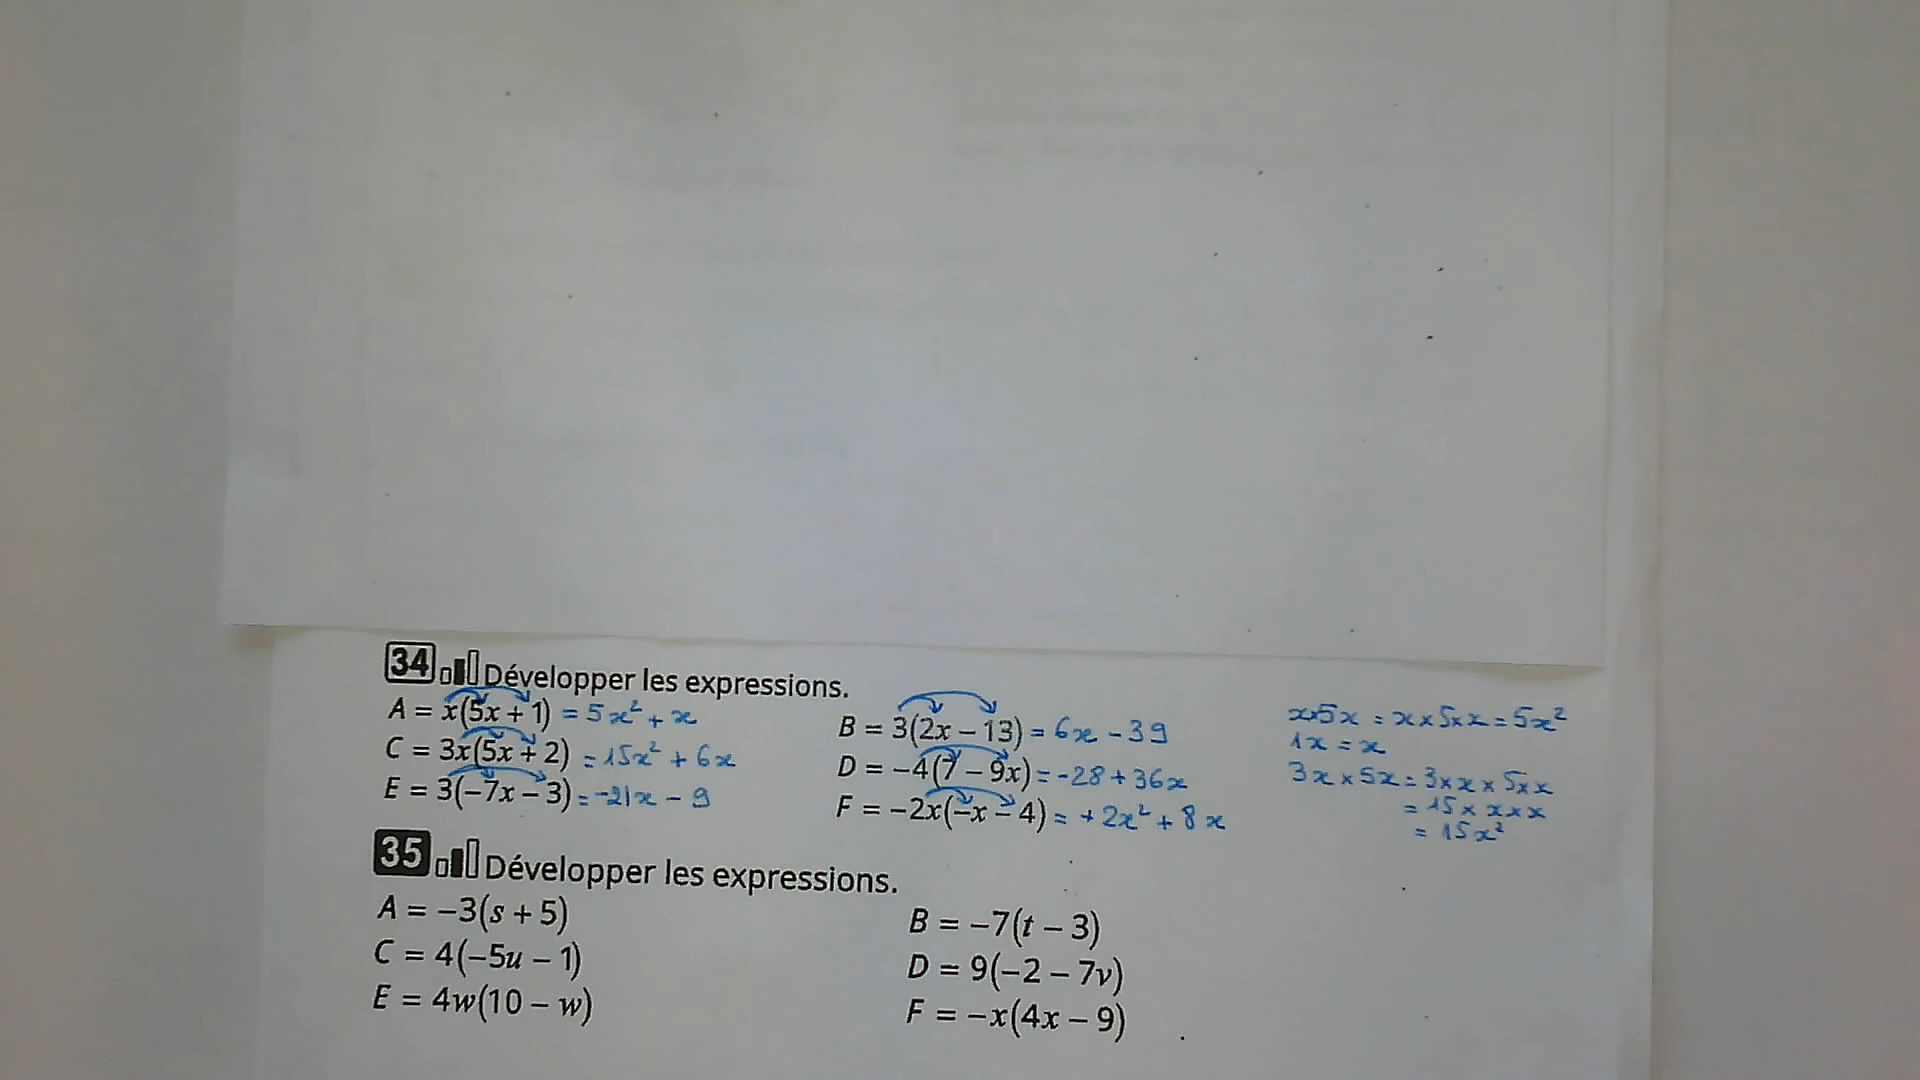 34 Développer les expressions.
A = x(5x + 1) = 5x² + x
B = 3(2x – 13) = 6x - 39
C = 3x(5x + 2) = 15x² + 6x
D = –4(7 – 9x) = -28 + 36x
E = 3(–7x – 3) = -21x - 9
F = –2x(–x – 4) = +2x² + 8x
x×5x = x×5×x = 5x²
1x = x
3x×5x = 3×x×5×x
= 15×x×x
= 15x²
35 Développer les expressions.
A = –3(s + 5)
B = –7(t – 3)
C = 4(–5u – 1)
D = 9(–2 – 7v)
E = 4w(10 – w)
F = –x(4x – 9)